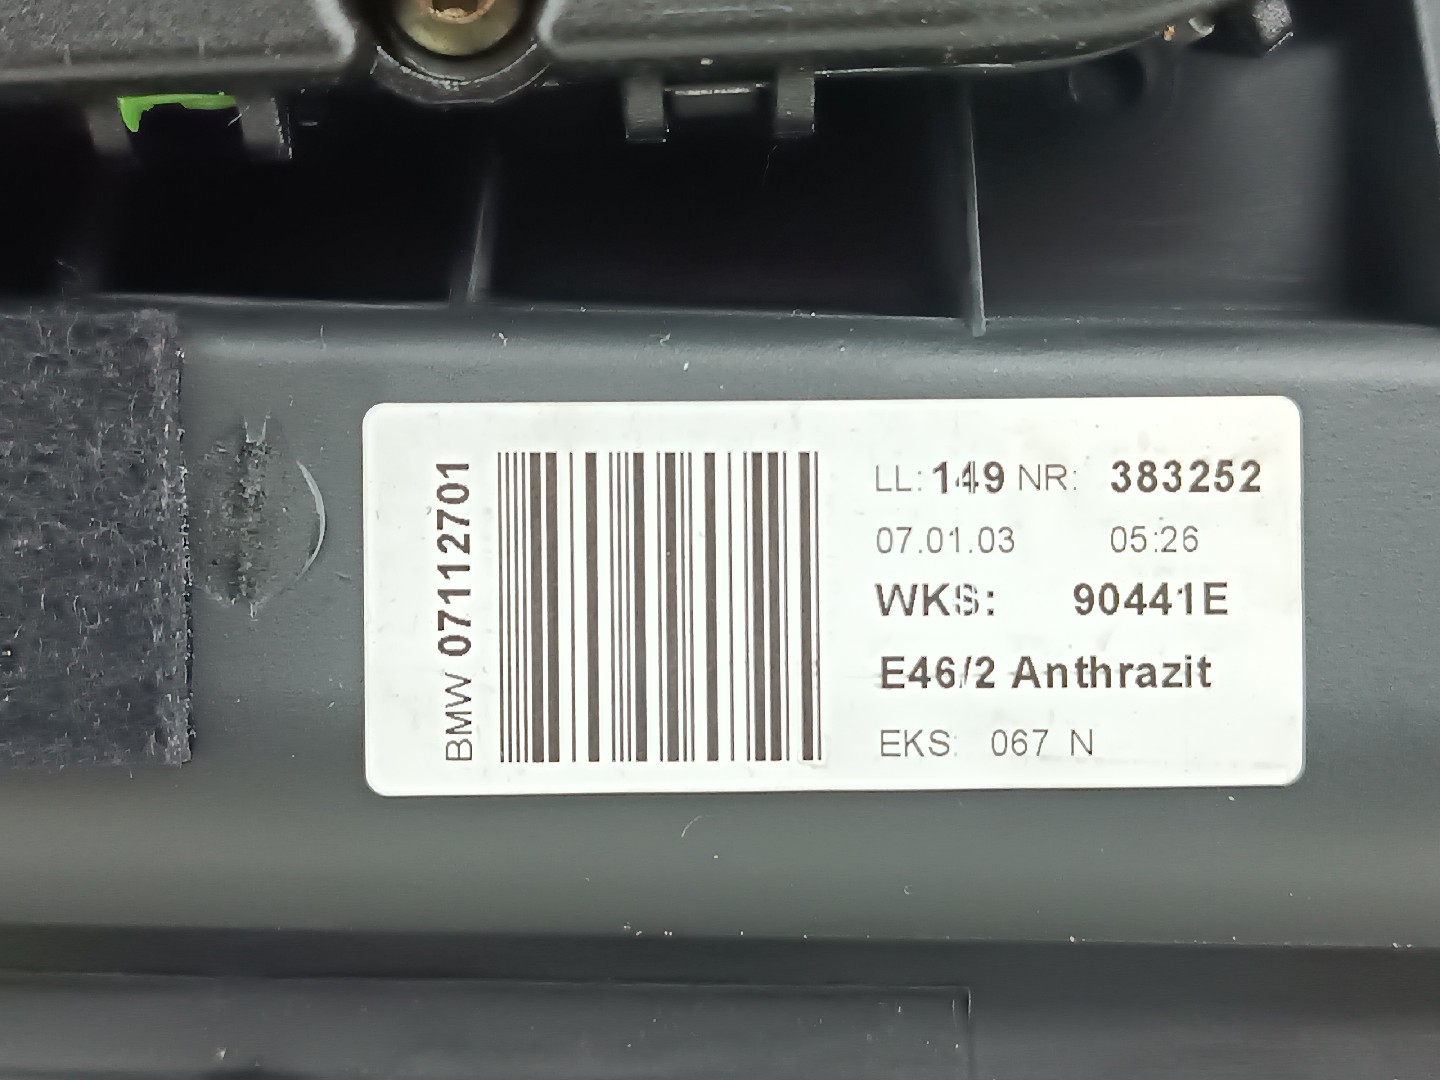 BMW 07112701
LL: 149 NR: 383252
07.01.03 05:26
WKS: 90441E
E46/2 Anthrazit
EKS: 067 N